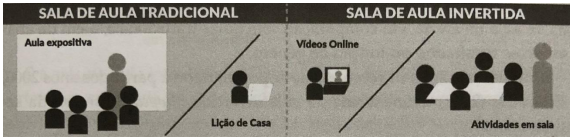 SALA DE AULA TRADICIONAL
Aula expositiva
Lição de Casa
SALA DE AULA INVERTIDA
Vídeos Online
Atividades em sala